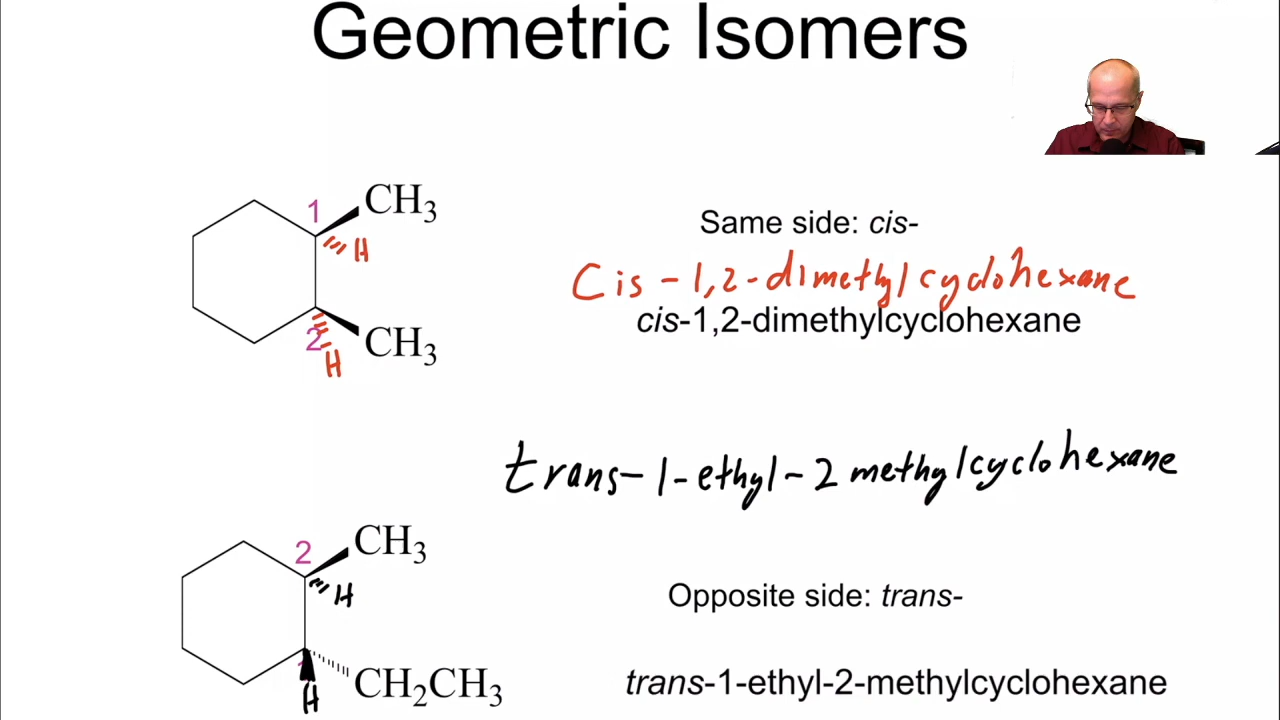 Geometric Isomers
1 CH3
H
Same side: cis-
Cis-1,2-dimethylcyclohexane
cis-1,2-dimethylcyclohexane
2 CH3
H
trans-1-ethyl-2 methylcyclohexane
2 CH3
H
Opposite side: trans-
1 CH2CH3
H
trans-1-ethyl-2-methylcyclohexane